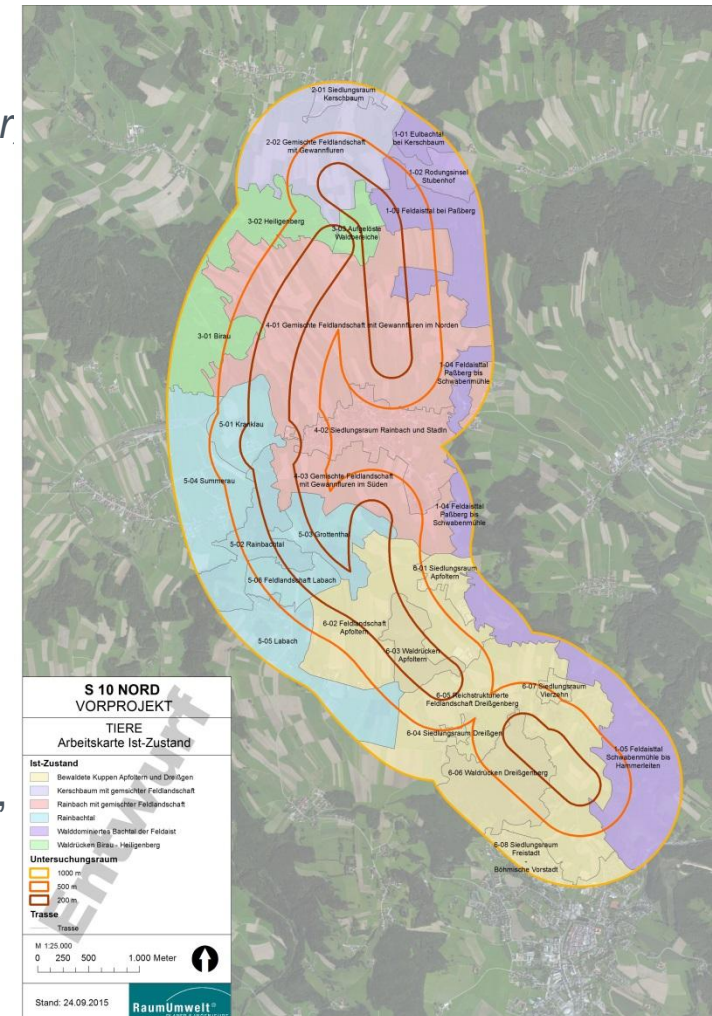 2-01 Siedlungsraum
Kerschbaum
2-02 Gemischte Feldlandschaft
mit Gewannfluren
1-01 Eulbachtal
bei Kerschbaum
1-02 Rodungsinsel
Stubenhof
1-03 Feldaisttal bei Paßberg
3-02 Heiligenberg
3-03 Aufgelöste
Waldbereiche
4-01 Gemischte Feldlandschaft mit Gewannfluren im Norden
3-01 Birau
1-04 Feldaisttal
Paßberg bis
Schwabenmühle
5-01 Kranklau
4-02 Siedlungsraum Rainbach und Stadln
5-04 Summerau
4-03 Gemischte Feldlandschaft
mit Gewannfluren im Süden
1-04 Feldaisttal
Paßberg bis
Schwabenmühle
5-03 Grottenthal
5-02 Rainbachtal
6-01 Siedlungsraum
Apfoltern
5-06 Feldlandschaft Labach
6-02 Feldlandschaft
Apfoltern
5-05 Labach
6-03 Waldrücken
Apfoltern
6-07 Siedlungsraum
Vierzehn
6-05 Reichstrukturierte
Feldlandschaft Dreißgenberg
6-04 Siedlungsraum Dreißgen
1-05 Feldaisttal
Schwabenmühle bis
Hammerleiten
6-06 Waldrücken Dreißgenberg
6-08 Siedlungsraum
Freistadt
-
Böhmische Vorstadt
S 10 NORD
VORPROJEKT
TIERE
Arbeitskarte Ist-Zustand
Ist-Zustand
Bewaldete Kuppen Apfoltern und Dreißgen
Kerschbaum mit gemischter Feldlandschaft
Rainbach mit gemischter Feldlandschaft
Rainbachtal
Walddominiertes Bachtal der Feldaist
Waldrücken Birau - Heiligenberg
Untersuchungsraum
1000 m
500 m
200 m
Trasse
Trasse
Entwurf
M 1:25.000
0 250 500 1.000 Meter
Stand: 24.09.2015
RaumUmwelt®